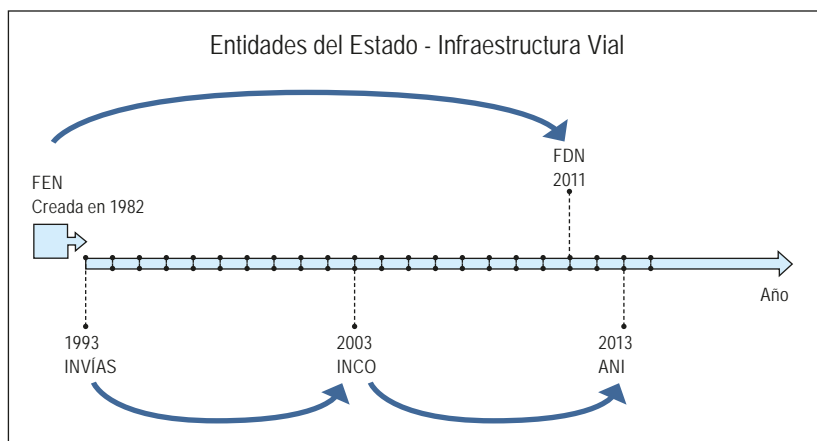 Entidades del Estado - Infraestructura Vial
FEN
Creada en 1982
FDN
2011
Año
1993
INVÍAS
2003
INCO
2013
ANI